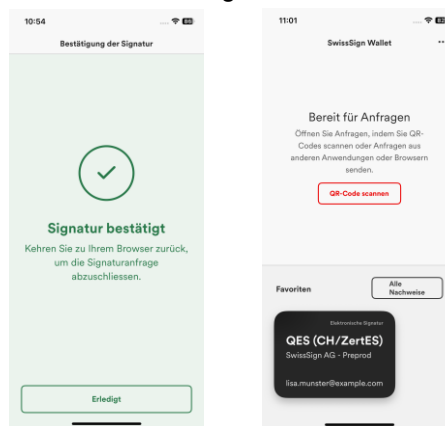 10:54
Bestätigung der Signatur
Signatur bestätigt
Kehren Sie zu Ihrem Browser zurück,
um die Signaturanfrage
abzuschliessen.
Erledigt
11:01
SwissSign Wallet
Bereit für Anfragen
Öffnen Sie Anfragen, indem Sie QR-
Codes scannen oder Anfragen aus
anderen Anwendungen oder Browsern
senden.
QR-Code scannen
Favoriten
Alle
Nachweise
Elektronische Signatur
QES (CH/ZertES)
SwissSign AG - Preprod
lisa.munster@example.com